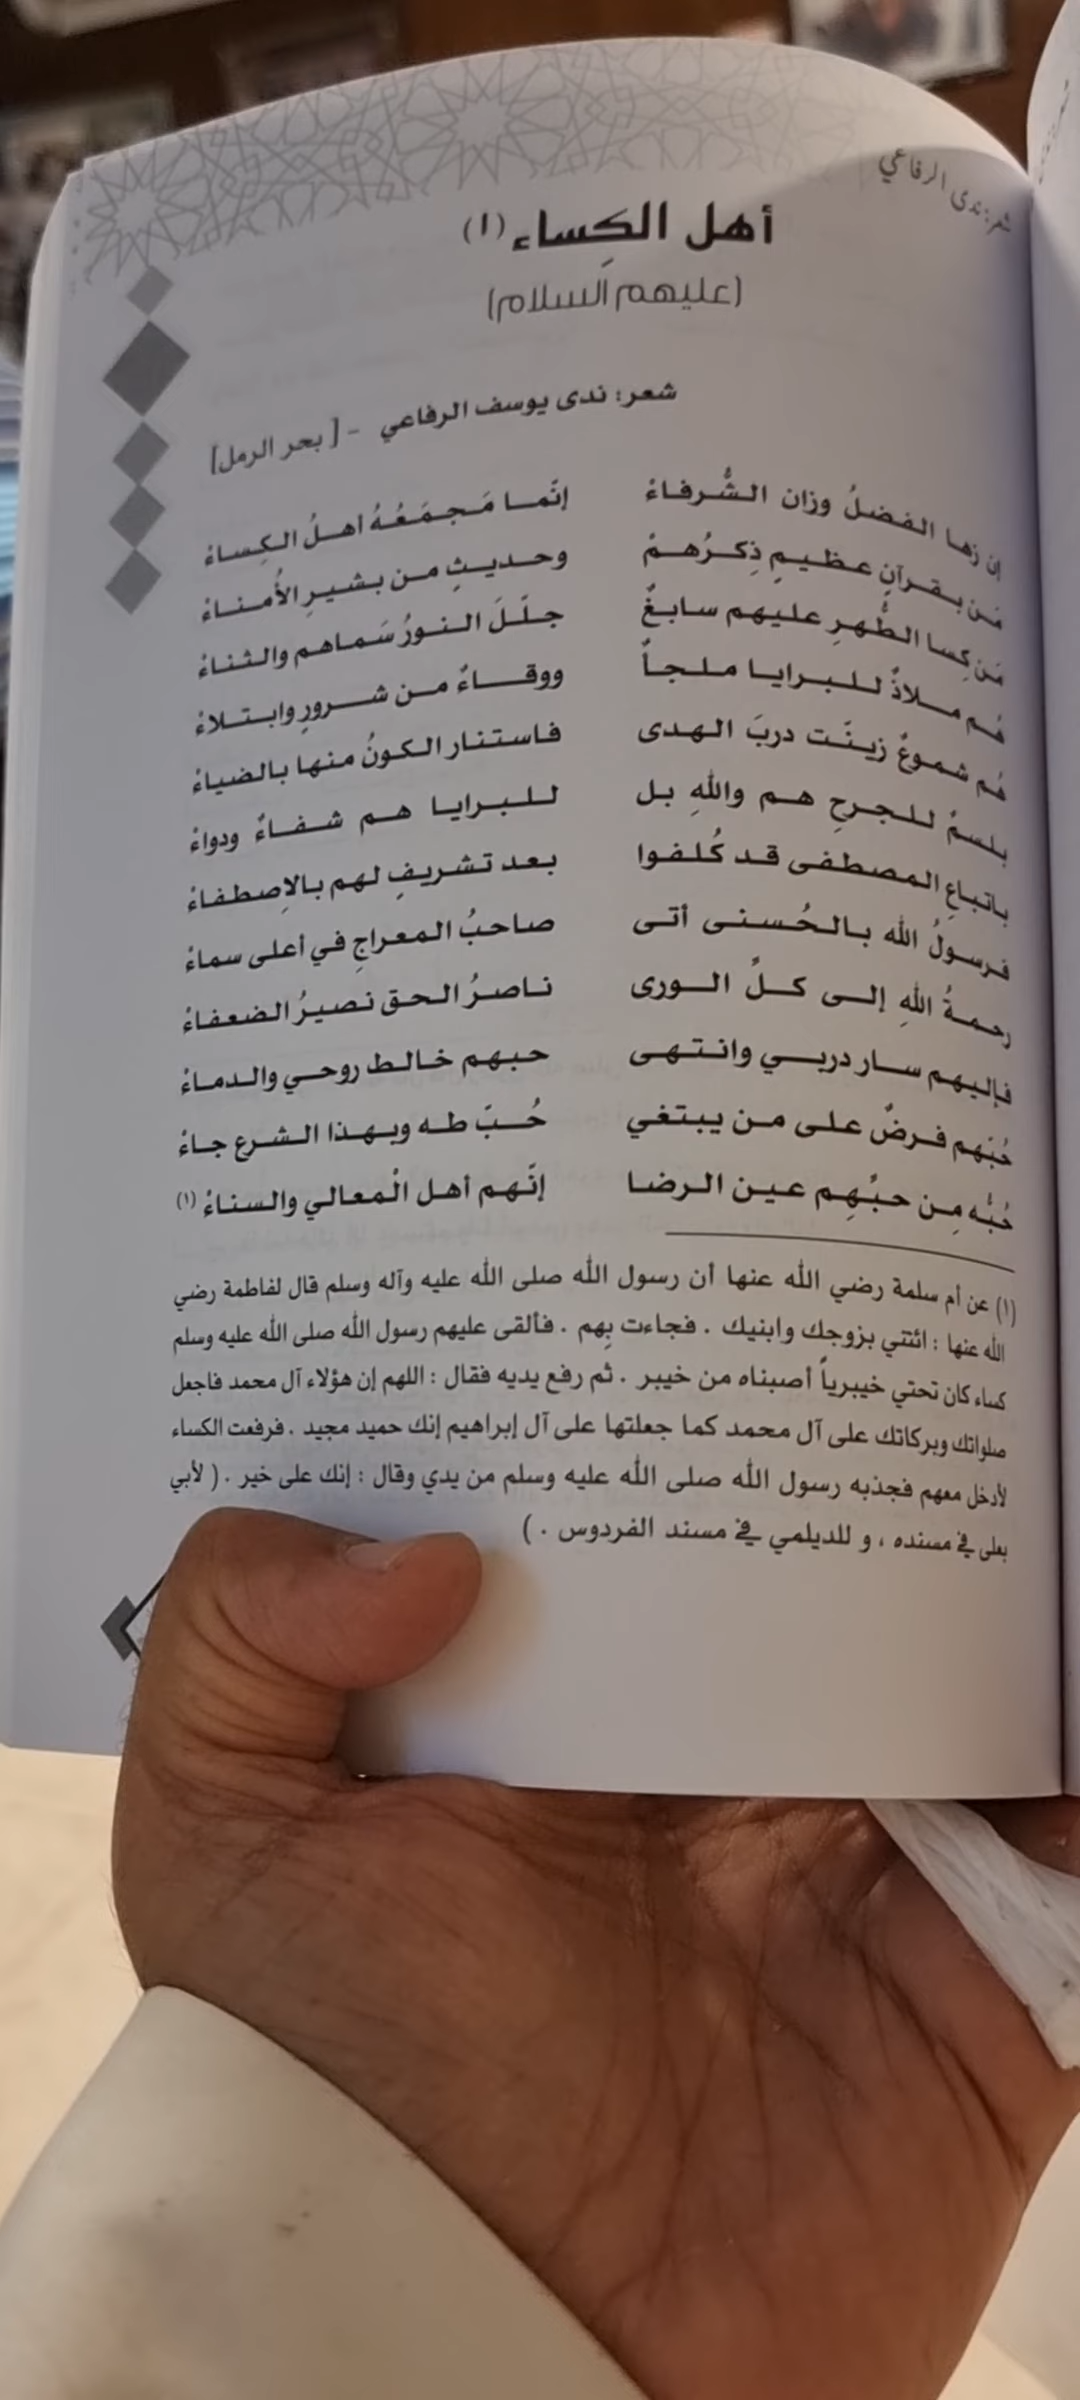 شعر: ندى الرفاعي
أهل الكِساء (١)
(عليهم السلام)
شعر: ندى يوسف الرفاعي - [ بحر الرمل]
إن زها الفضلُ وزان الشُّرفاءْ إنَّما مَجمَعُهُ أهلُ الكِساءْ
مَن بقرآنٍ عظيمٍ ذِكرُهمْ وحديثٍ من بشيرِ الأُمناءْ
مَن كِسا الطُّهرِ عليهم سابغٌ جلَّلَ النورُ سَماهم والثناءْ
هُم ملاذٌ للبرايا ملجأٌ ووقاءٌ من شرورٍ وابتلاءْ
هُم شموعٌ زيَّنَت دربَ الهدى فاستنار الكونُ منها بالضياءْ
بلسمٌ للجرحِ هم واللهِ بل للبرايا هم شفاءٌ ودواءْ
باتباعِ المصطفى قد كُلفوا بعد تشريفٍ لهم بالاِصطفاءْ
فرسولُ الله بالحُسنى أتى صاحبُ المعراجِ في أعلى سماءْ
رحمةُ اللهِ إلى كلِّ الورى ناصرُ الحق نصيرُ الضعفاءْ
فإليهم سار دربي وانتهى حبهم خالط روحي والدماءْ
حُبّهم فرضٌ على من يبتغي حُبّ طه وبهذا الشرع جاءْ
حُبُّه مِن حبِّهِم عين الرضا إنَّهم أهل الْمعالي والسناءْ (١)
(١) عن أم سلمة رضي الله عنها أن رسول الله صلى الله عليه وآله وسلم قال لفاطمة رضي
الله عنها : ائتني بزوجك وابنيك . فجاءت بِهم . فألقى عليهم رسول الله صلى الله عليه وسلم
كساء كان تحتي خيبرياً أصبناه من خيبر . ثم رفع يديه فقال : اللهم إن هؤلاء آل محمد فاجعل
صلواتك وبركاتك على آل محمد كما جعلتها على آل إبراهيم إنك حميد مجيد . فرفعت الكساء
لأدخل معهم فجذبه رسول الله صلى الله عليه وسلم من يدي وقال : إنك على خير . ( لأبي
يعلى في مسنده ، و للديلمي في مسند الفردوس . )